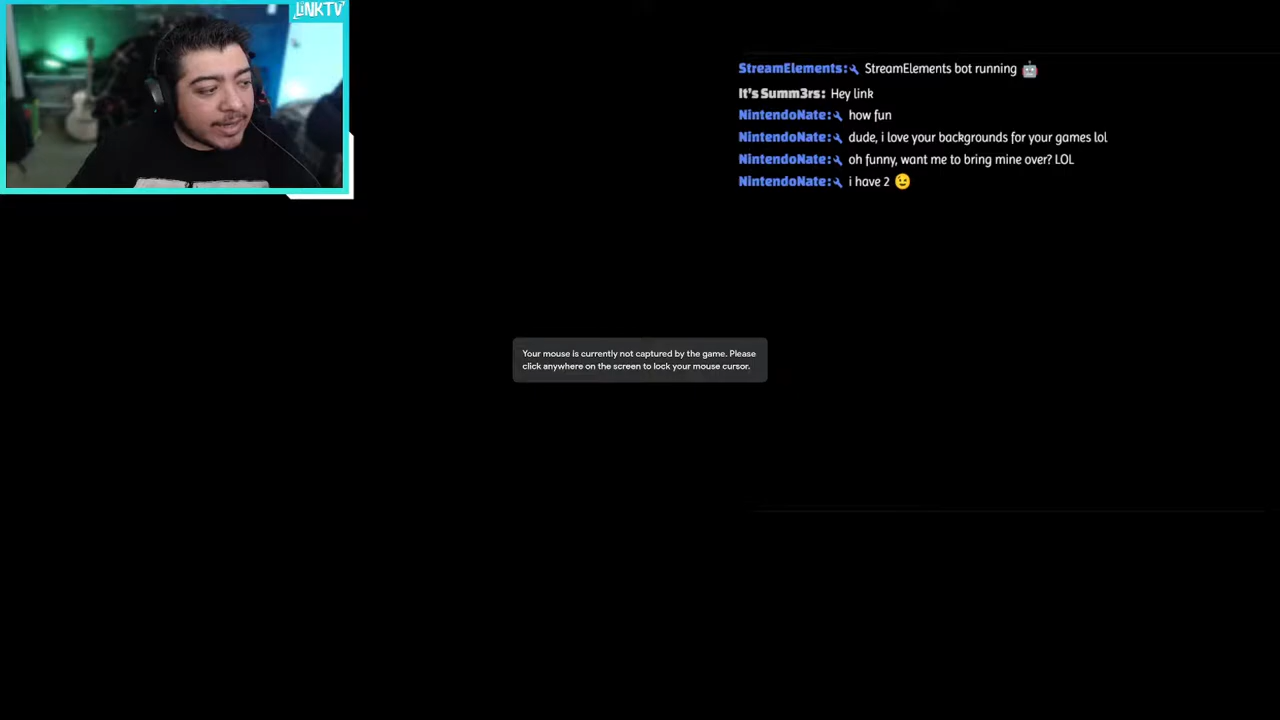 LiNKTV
StreamElements: StreamElements bot running 🤖
It's Summ3rs: Hey link
NintendoNate: how fun
NintendoNate: dude, i love your backgrounds for your games lol
NintendoNate: oh funny, want me to bring mine over? LOL
NintendoNate: i have 2 😉
Your mouse is currently not captured by the game. Please
click anywhere on the screen to lock your mouse cursor.